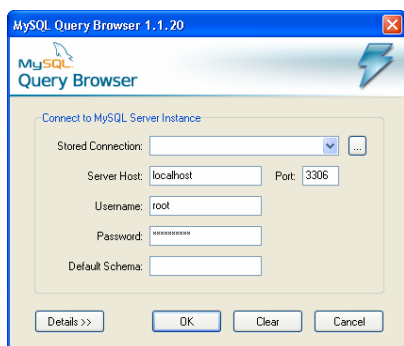 MySQL Query Browser 1.1.20
MySQL
Query Browser
Connect to MySQL Server Instance
Stored Connection:
...
Server Host: localhost Port: 3306
Username: root
Password: **********
Default Schema:
Details >> OK Clear Cancel